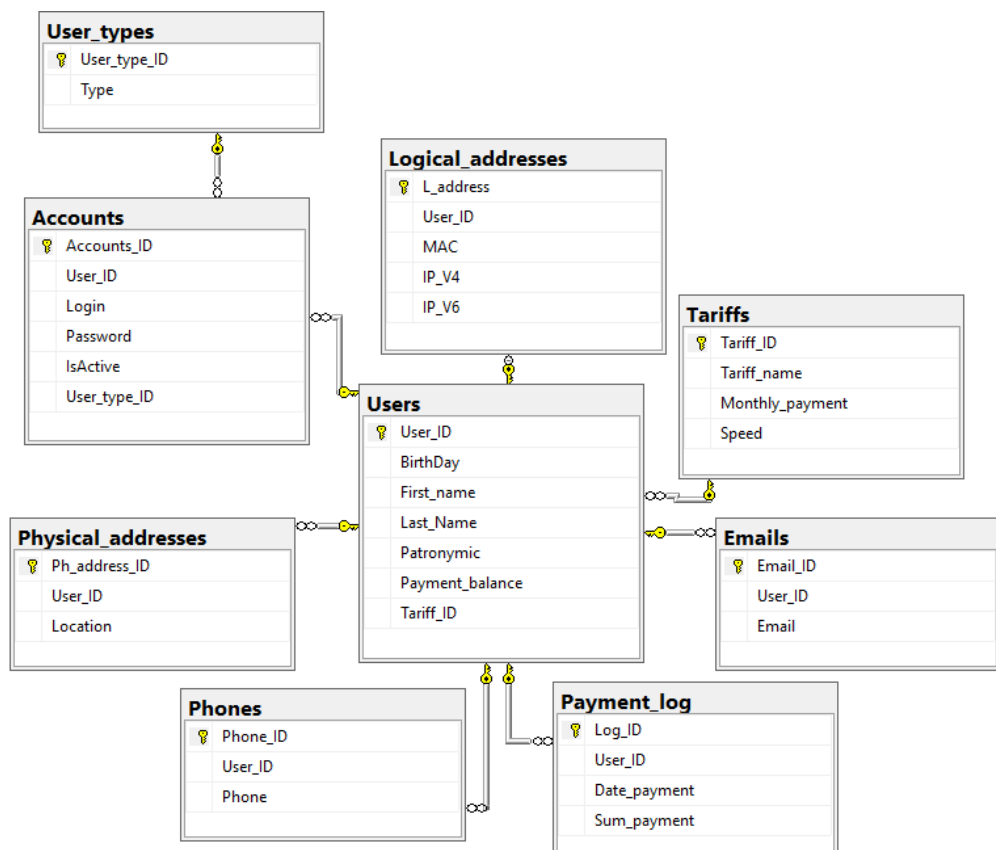 User_types
User_type_ID
Type
Logical_addresses
L_address
User_ID
MAC
IP_V4
IP_V6
Accounts
Accounts_ID
User_ID
Login
Password
IsActive
User_type_ID
Tariffs
Tariff_ID
Tariff_name
Monthly_payment
Speed
Users
User_ID
BirthDay
First_name
Last_Name
Patronymic
Payment_balance
Tariff_ID
Physical_addresses
Ph_address_ID
User_ID
Location
Emails
Email_ID
User_ID
Email
Phones
Phone_ID
User_ID
Phone
Payment_log
Log_ID
User_ID
Date_payment
Sum_payment